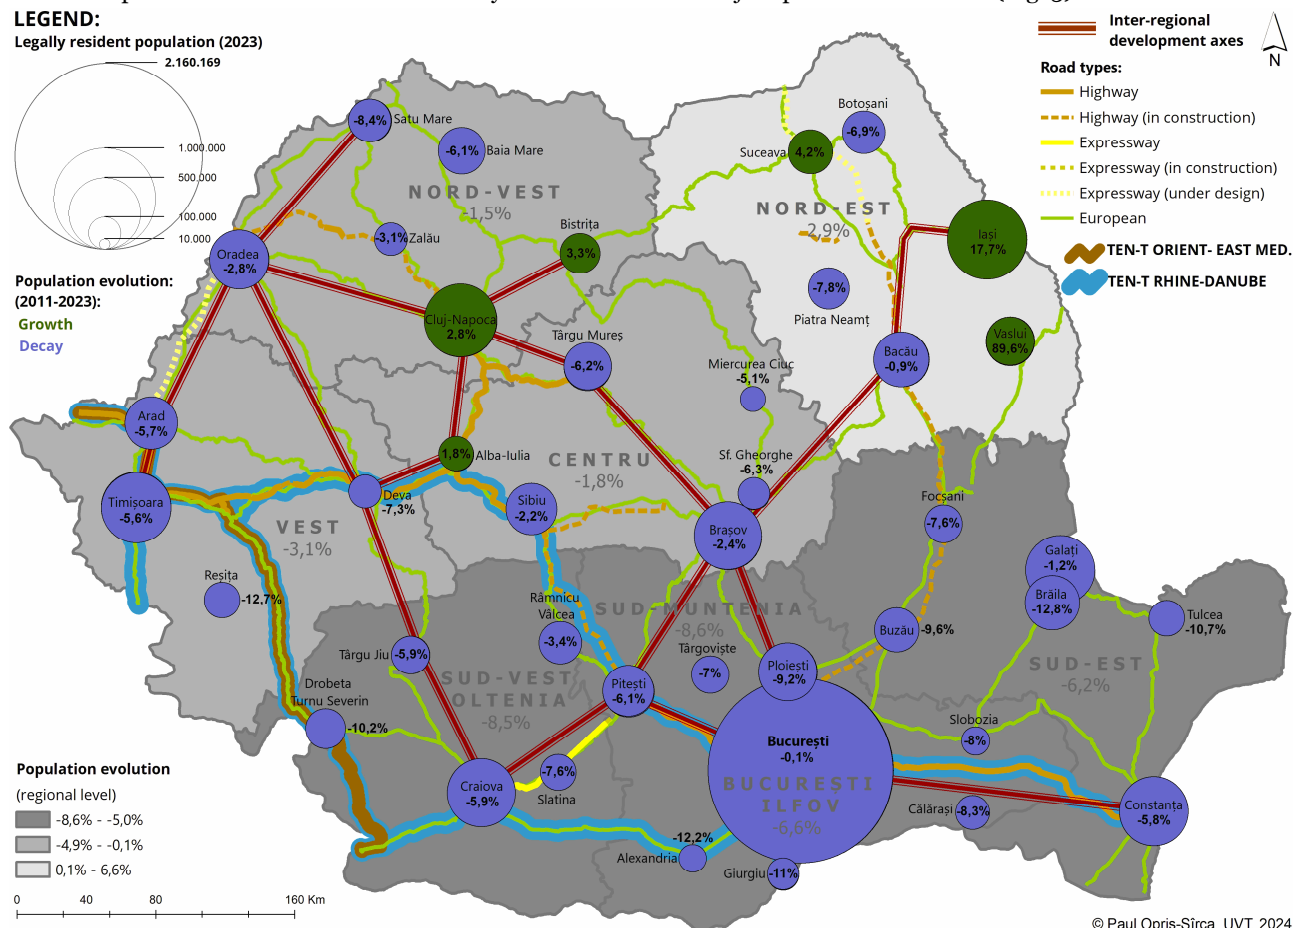 LEGEND:
Legally resident population (2023)
2.160.169
1.000.000
500.000
100.000
10.000
Population evolution:
(2011-2023):
Growth
Decay
Inter-regional
development axes
N
Road types:
Highway
Highway (in construction)
Expressway
Expressway (in construction)
Expressway (under design)
European
TEN-T ORIENT- EAST MED.
TEN-T RHINE-DANUBE
-8,4%
Satu Mare
-6,1%
Baia Mare
NORD-VEST
-1,5%
Bistrița
3,3%
-3,1%
Zalău
Oradea
-2,8%
Cluj-Napoca
2.8%
Botoșani
-6,9%
Suceava
4,2%
NORD-EST
2,9%
Iași
17,7%
-7,8%
Piatra Neamț
Vaslui
89,6%
Bacău
-0,9%
Târgu Mureș
-6,2%
Miercurea Ciuc
-5,1%
Arad
-5,7%
1,8%
Alba-Iulia
CENTRU
-1,8%
Sf. Gheorghe
-6,3%
Timișoara
-5,6%
Deva
-7,3%
Sibiu
-2,2%
Brașov
-2,4%
Focșani
-7,6%
VEST
-3,1%
Galați
-1,2%
Reșița
-12,7%
Brăila
-12,8%
Râmnicu
Vâlcea
-3,4%
SUD-MUNTENIA
-8,6%
Târgoviște
-7%
Buzău
-9,6%
Tulcea
-10,7%
Târgu Jiu
-5,9%
SUD-VEST
OLTENIA
-8,5%
Pitești
-6,1%
Ploiești
-9,2%
SUD-EST
-6,2%
Drobeta
Turnu Severin
-10,2%
București
-0,1%
BUCUREȘTI
ILFOV
-6,6%
Slobozia
-8%
-7,6%
Slatina
Craiova
-5,9%
Călărași
-8,3%
Constanța
-5,8%
-12,2%
Alexandria
Giurgiu
-11%
Population evolution
(regional level)
-8,6% - -5,0%
-4,9% - -0,1%
0,1% - 6,6%
0
40
80
160 Km
© Paul Opriș-Sîrca, UVT, 2024